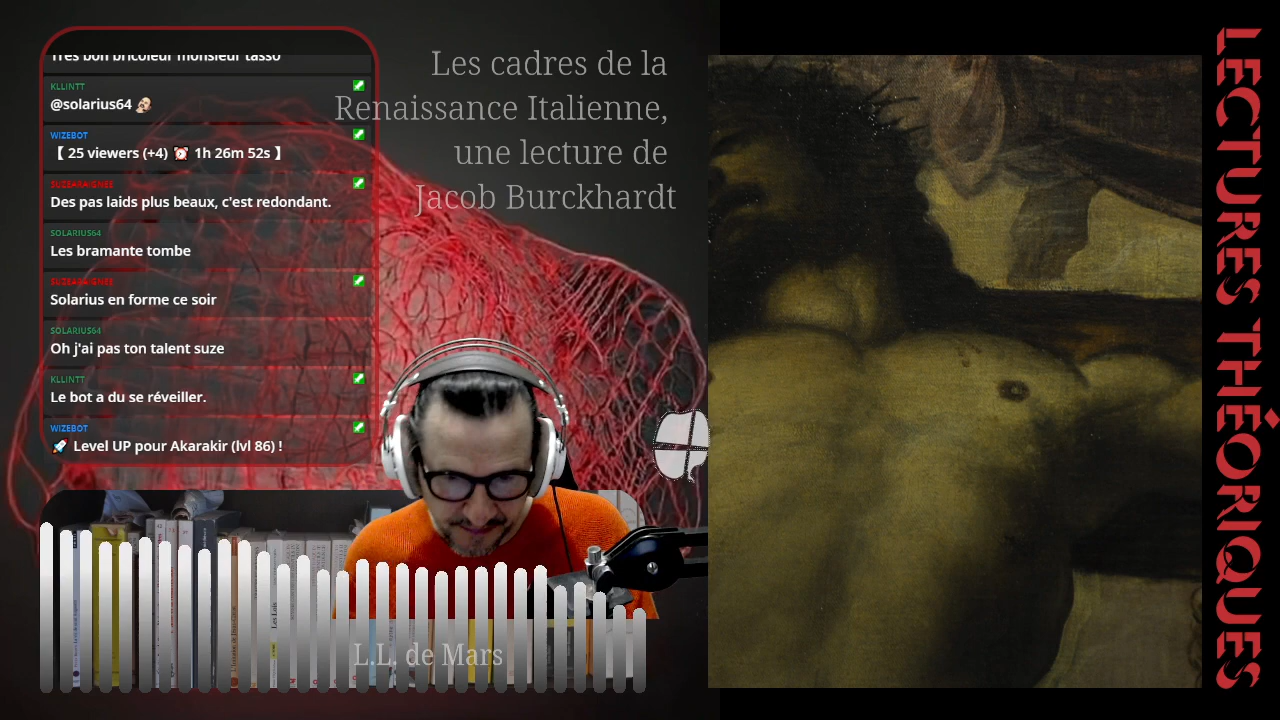 Très bon bricoleur monsieur tasso
KLLINTT
@solarius64
WIZEBOT
【 25 viewers (+4) ⏰ 1h 26m 52s 】
SUZEARAIGNEE
Des pas laids plus beaux, c'est redondant.
SOLARIUS64
Les bramante tombe
SUZEARAIGNEE
Solarius en forme ce soir
SOLARIUS64
Oh j'ai pas ton talent suze
KLLINTT
Le bot a du se réveiller.
WIZEBOT
🚀 Level UP pour Akarakir (lvl 86) !
Les cadres de la
Renaissance Italienne,
une lecture de
Jacob Burckhardt
L.L. de Mars
LECTURES THÉORIQUES